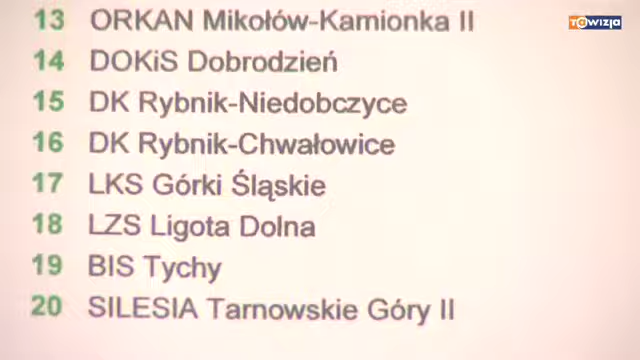 13 ORKAN Mikołów-Kamionka II
TGwizja
14 DOKiS Dobrodzień
15 DK Rybnik-Niedobczyce
16 DK Rybnik-Chwałowice
17 LKS Górki Śląskie
18 LZS Ligota Dolna
19 BIS Tychy
20 SILESIA Tarnowskie Góry II